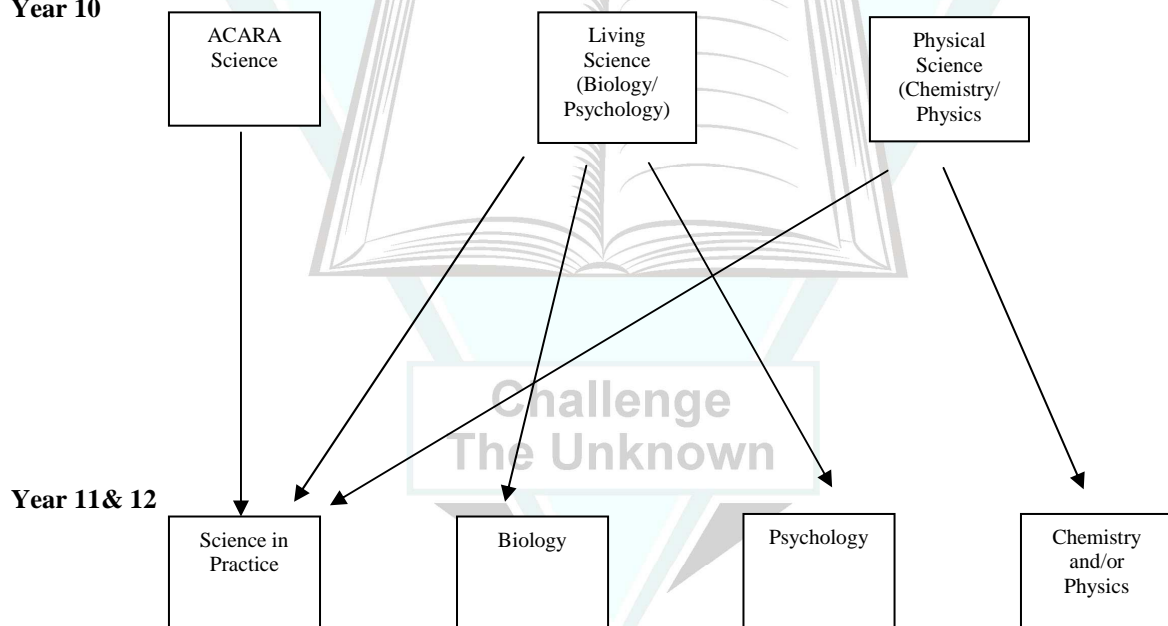 Year 10
ACARA
Science
Living
Science
(Biology/
Psychology)
Physical
Science
(Chemistry/
Physics
Challenge
The Unknown
Year 11& 12
Science in
Practice
Biology
Psychology
Chemistry
and/or
Physics